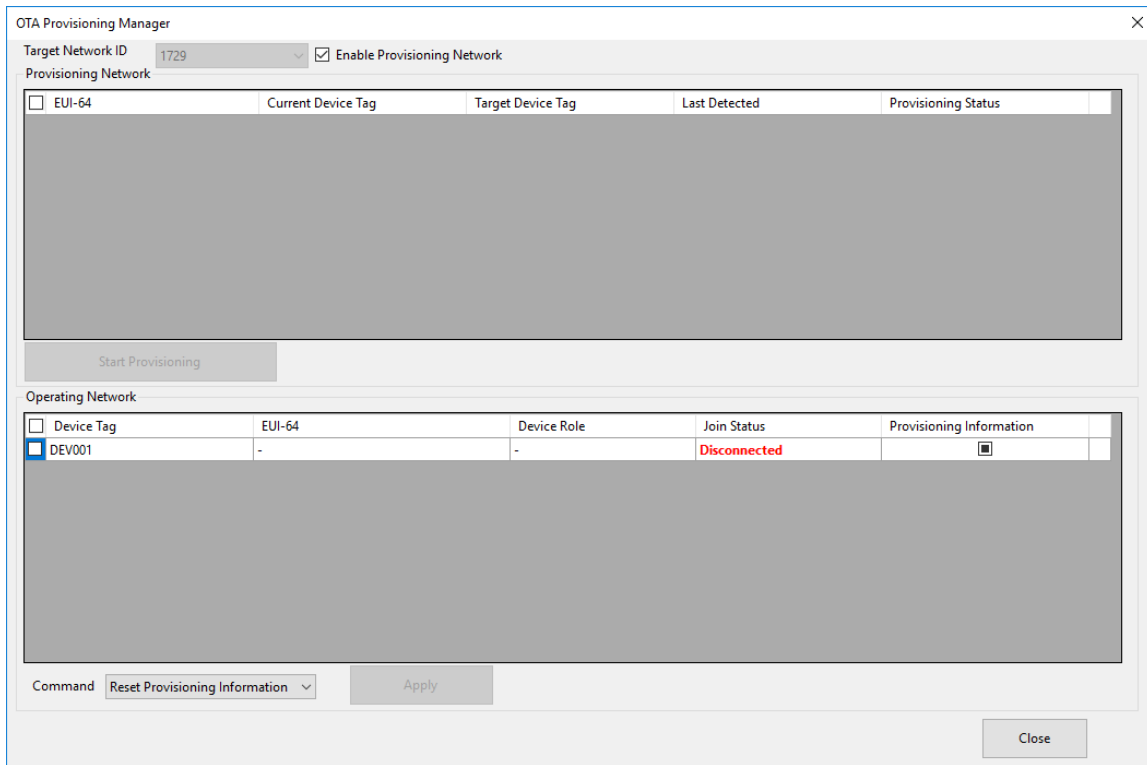 OTA Provisioning Manager
Target Network ID 1729 Enable Provisioning Network
Provisioning Network
EUI-64 Current Device Tag Target Device Tag Last Detected Provisioning Status
Start Provisioning
Operating Network
Device Tag EUI-64 Device Role Join Status Provisioning Information
DEV001 - - Disconnected
Command Reset Provisioning Information Apply
Close